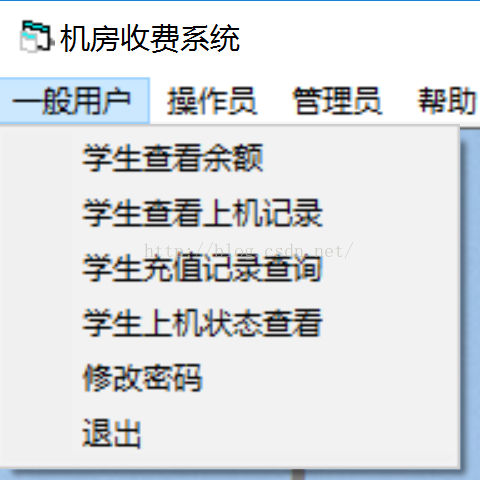 机房收费系统
一般用户 操作员 管理员 帮助
学生查看余额
学生查看上机记录
http://blog.csdn.net/
学生充值记录查询
学生上机状态查看
修改密码
退出